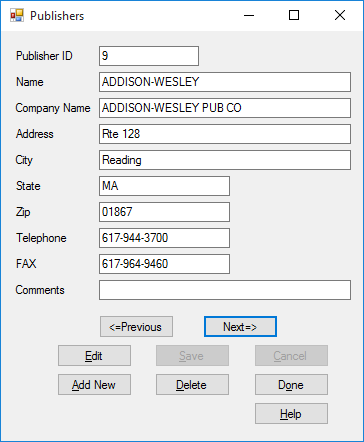 Publishers
Publisher ID 9
Name ADDISON-WESLEY
Company Name ADDISON-WESLEY PUB CO
Address Rte 128
City Reading
State MA
Zip 01867
Telephone 617-944-3700
FAX 617-964-9460
Comments
<=Previous Next=>
Edit Save Cancel
Add New Delete Done
Help